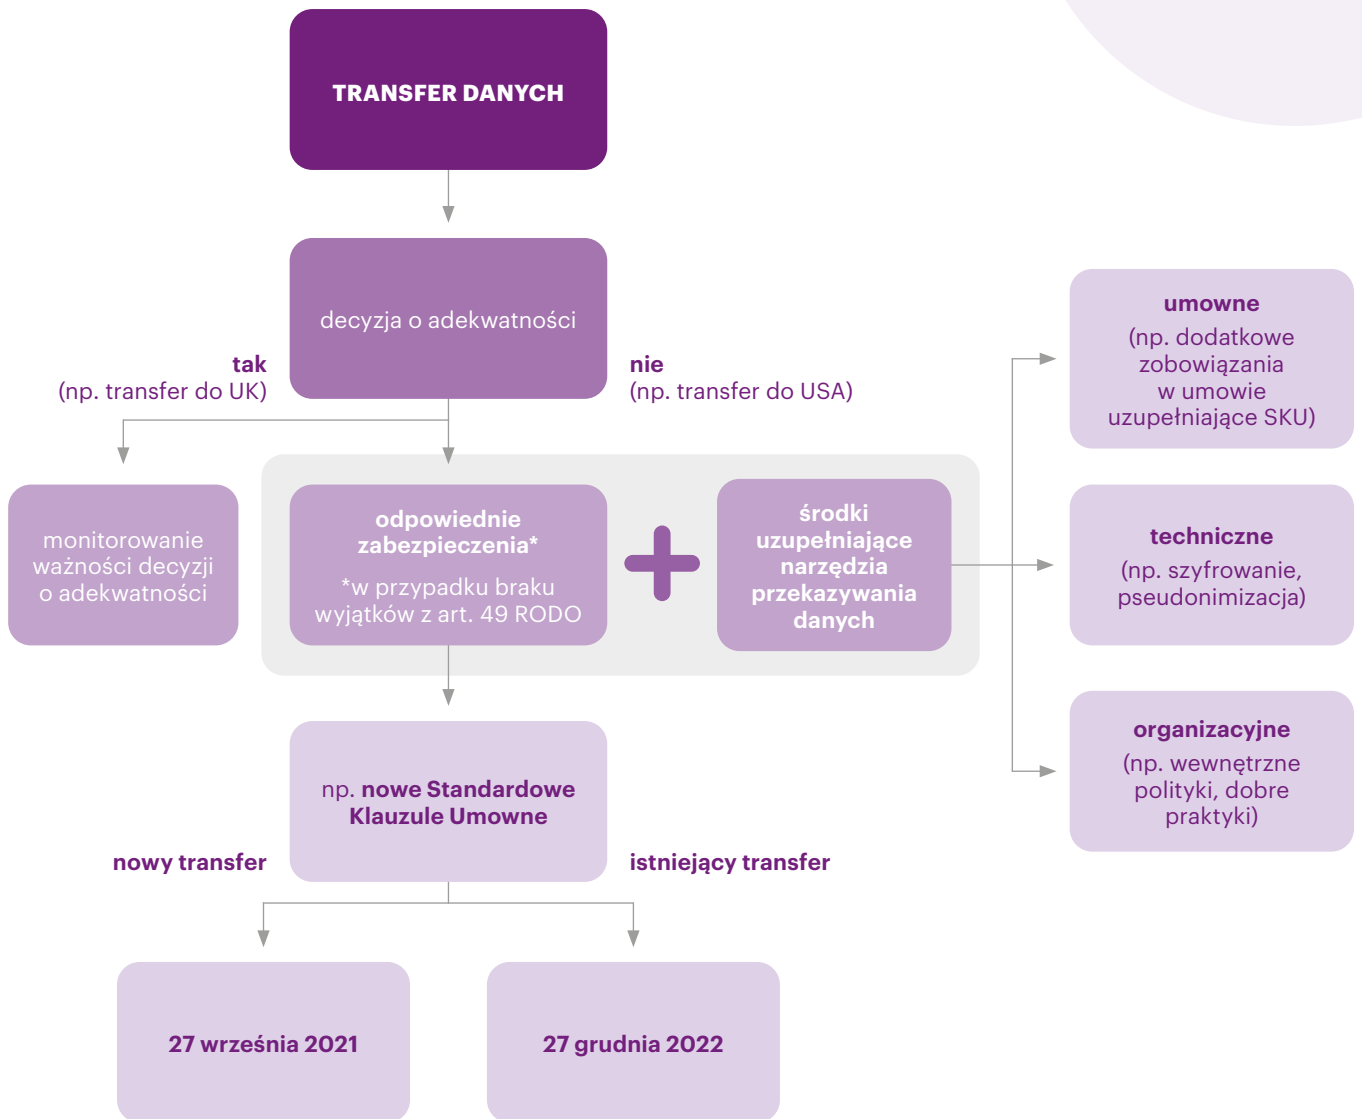 TRANSFER DANYCH
decyzja o adekwatności
tak
(np. transfer do UK)
nie
(np. transfer do USA)
monitorowanie
ważności decyzji
o adekwatności
odpowiednie
zabezpieczenia*
*w przypadku braku
wyjątków z art. 49 RODO
środki
uzupełniające
narzędzia
przekazywania
danych
umowne
(np. dodatkowe
zobowiązania
w umowie
uzupełniające SKU)
techniczne
(np. szyfrowanie,
pseudonimizacja)
organizacyjne
(np. wewnętrzne
polityki, dobre
praktyki)
np. nowe Standardowe
Klauzule Umowne
nowy transfer
istniejący transfer
27 września 2021
27 grudnia 2022